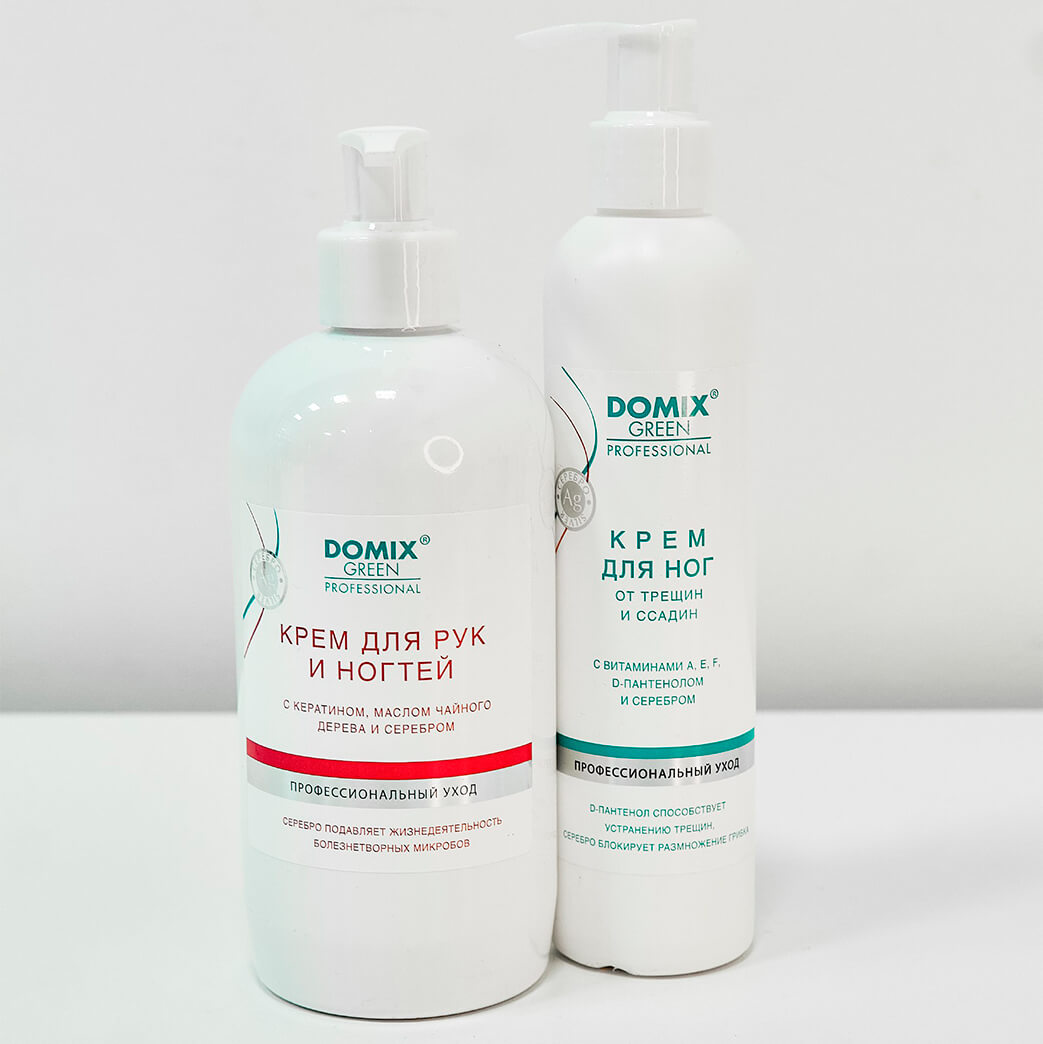 DOMIX®
GREEN
PROFESSIONAL
Ag
КРЕМ ДЛЯ РУК
И НОГТЕЙ
С КЕРАТИНОМ, МАСЛОМ ЧАЙНОГО
ДЕРЕВА И СЕРЕБРОМ
ПРОФЕССИОНАЛЬНЫЙ УХОД
СЕРЕБРО ПОДАВЛЯЕТ ЖИЗНЕДЕЯТЕЛЬНОСТЬ
БОЛЕЗНЕТВОРНЫХ МИКРОБОВ
DOMIX®
GREEN
PROFESSIONAL
СЕРЕБРО
Ag
КРЕМ
ДЛЯ НОГ
ОТ ТРЕЩИН
И ССАДИН
С ВИТАМИНАМИ A, E, F,
D-ПАНТЕНОЛОМ
И СЕРЕБРОМ
ПРОФЕССИОНАЛЬНЫЙ УХОД
D-ПАНТЕНОЛ СПОСОБСТВУЕТ
УСТРАНЕНИЮ ТРЕЩИН,
СЕРЕБРО БЛОКИРУЕТ РАЗМНОЖЕНИЕ ГРИБКА